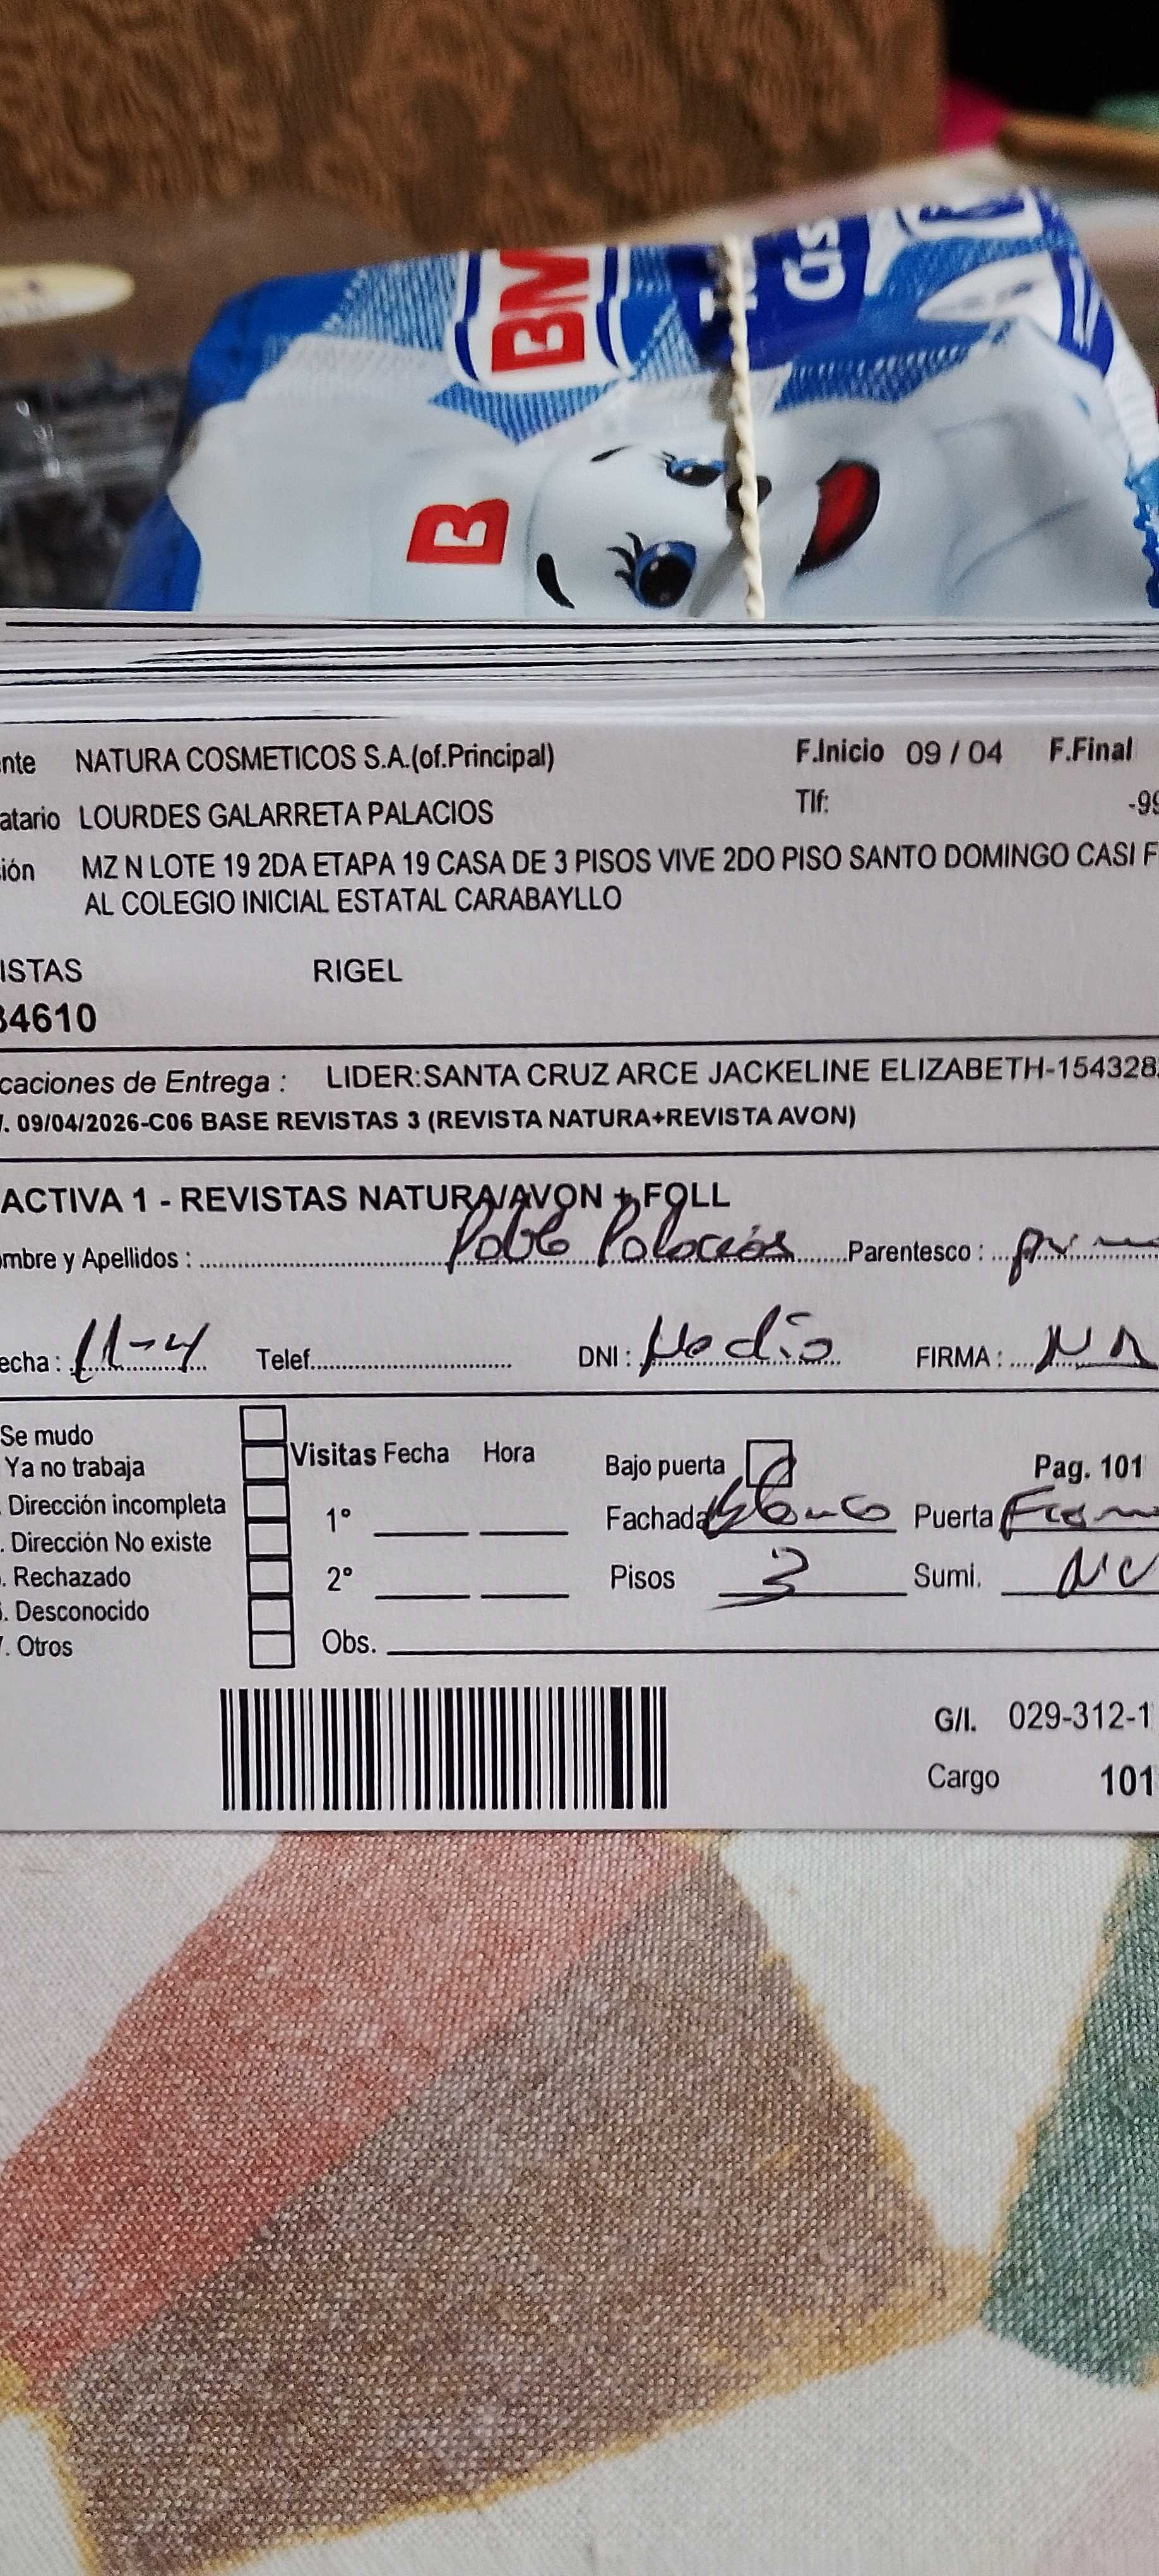 BM
B
nte NATURA COSMETICOS S.A.(of.Principal) F.Inicio 09 / 04 F.Final
atario LOURDES GALARRETA PALACIOS Tlf: -99
ión MZ N LOTE 19 2DA ETAPA 19 CASA DE 3 PISOS VIVE 2DO PISO SANTO DOMINGO CASI F
AL COLEGIO INICIAL ESTATAL CARABAYLLO
ISTAS RIGEL
34610
caciones de Entrega : LIDER:SANTA CRUZ ARCE JACKELINE ELIZABETH-154328
. 09/04/2026-C06 BASE REVISTAS 3 (REVISTA NATURA+REVISTA AVON)
ACTIVA 1 - REVISTAS NATURA/AVON + FOLL
ombre y Apellidos : Pablo Palacios Parentesco :
echa : 11-4 Telef. DNI : No dio FIRMA :
Se mudo
Ya no trabaja
. Dirección incompleta
. Dirección No existe
. Rechazado
. Desconocido
. Otros
Visitas Fecha Hora
1°
2°
Obs.
Bajo puerta Pag. 101
Fachada Blanco Puerta
Pisos 3 Sumi.
G/I. 029-312-1
Cargo 101